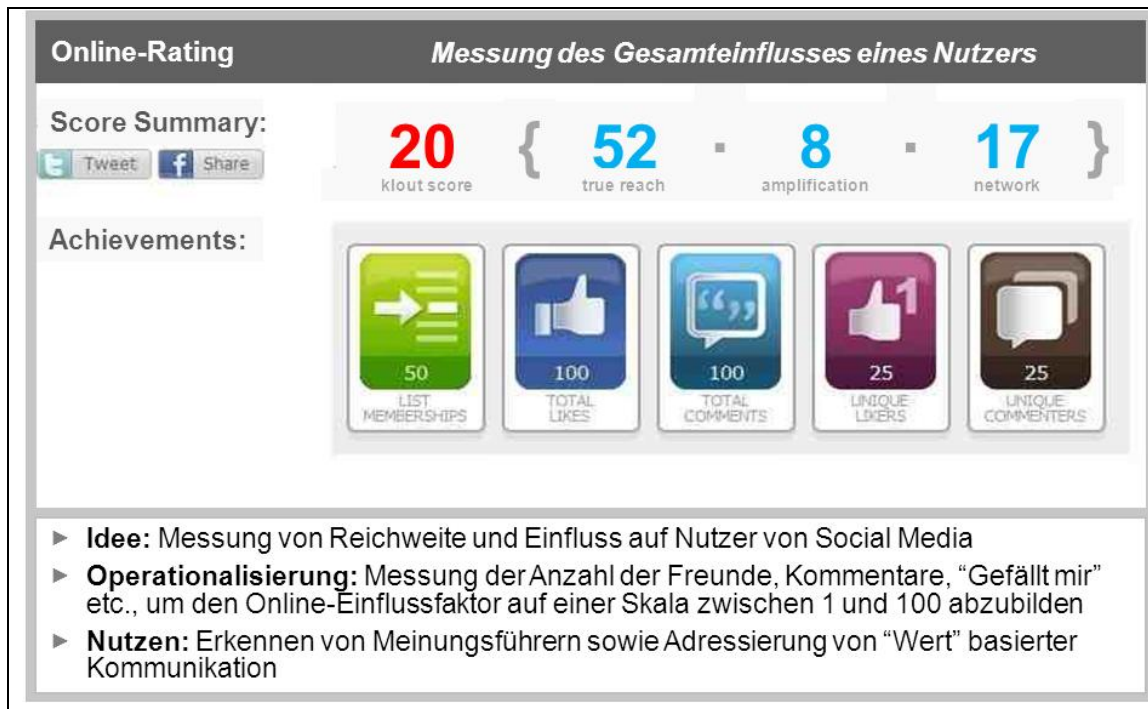 Online-Rating Messung des Gesamteinflusses eines Nutzers
Score Summary:
Tweet Share
20 { 52 · 8 · 17 }
klout score true reach amplification network
Achievements:
50 100 100 25 25
LIST TOTAL TOTAL UNIQUE UNIQUE
MEMBERSHIPS LIKES COMMENTS LIKERS COMMENTERS
► Idee: Messung von Reichweite und Einfluss auf Nutzer von Social Media
► Operationalisierung: Messung der Anzahl der Freunde, Kommentare, “Gefällt mir”
etc., um den Online-Einflussfaktor auf einer Skala zwischen 1 und 100 abzubilden
► Nutzen: Erkennen von Meinungsführern sowie Adressierung von “Wert” basierter
Kommunikation